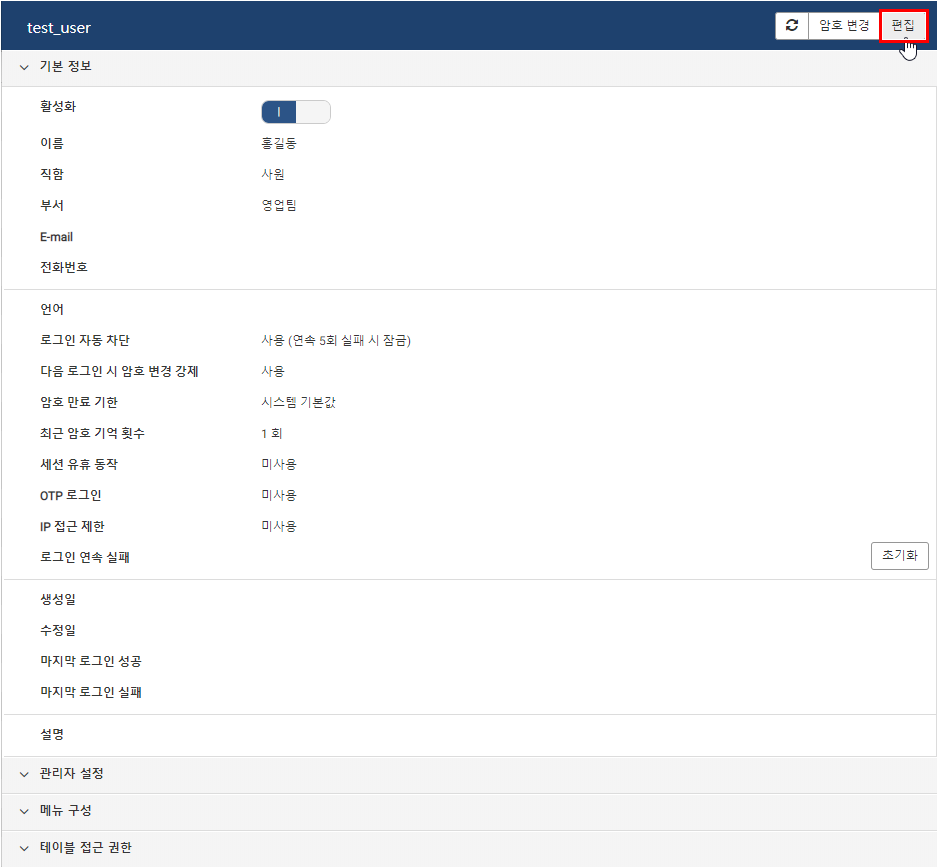 test_user 암호 변경 편집
기본 정보
활성화
이름 홍길동
직함 사원
부서 영업팀
E-mail
전화번호
언어
로그인 자동 차단 사용 (연속 5회 실패 시 잠금)
다음 로그인 시 암호 변경 강제 사용
암호 만료 기한 시스템 기본값
최근 암호 기억 횟수 1 회
세션 유휴 동작 미사용
OTP 로그인 미사용
IP 접근 제한 미사용
로그인 연속 실패 초기화
생성일
수정일
마지막 로그인 성공
마지막 로그인 실패
설명
관리자 설정
메뉴 구성
테이블 접근 권한